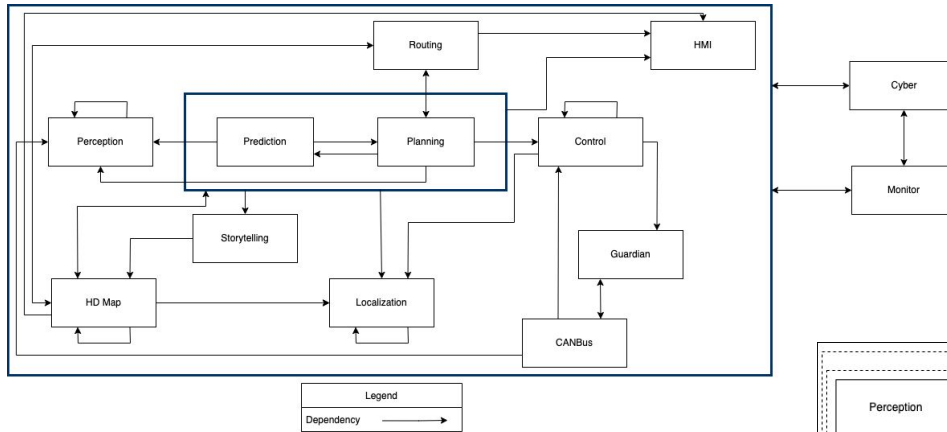 Routing
HMI
Cyber
Perception
Prediction
Planning
Control
Monitor
Storytelling
Guardian
HD Map
Localization
CANBus
Legend
Dependency
Perception